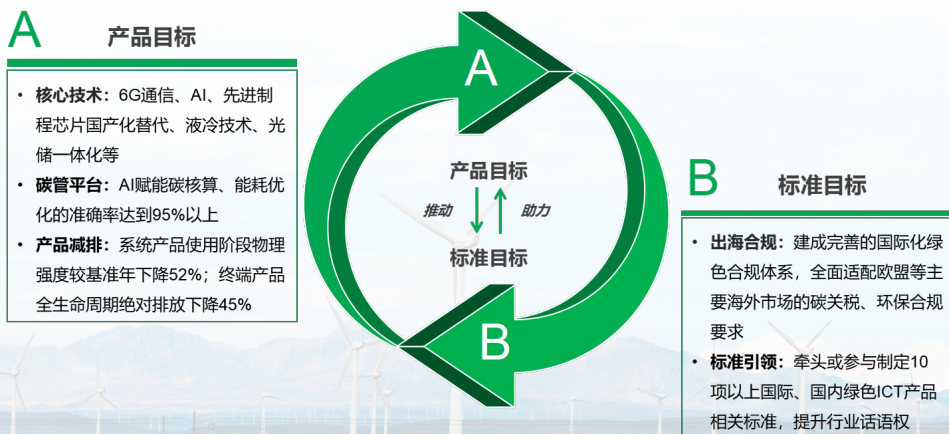 A
产品目标
• 核心技术：6G通信、AI、先进制
程芯片国产化替代、液冷技术、光
储一体化等
• 碳管平台：AI赋能碳核算、能耗优
化的准确率达到95%以上
• 产品减排：系统产品使用阶段物理
强度较基准年下降52%；终端产品
全生命周期绝对排放下降45%
A
产品目标
推动
助力
标准目标
B
B
标准目标
• 出海合规：建成完善的国际化绿
色合规体系，全面适配欧盟等主
要海外市场的碳关税、环保合规
要求
• 标准引领：牵头或参与制定10
项以上国际、国内绿色ICT产品
相关标准，提升行业话语权